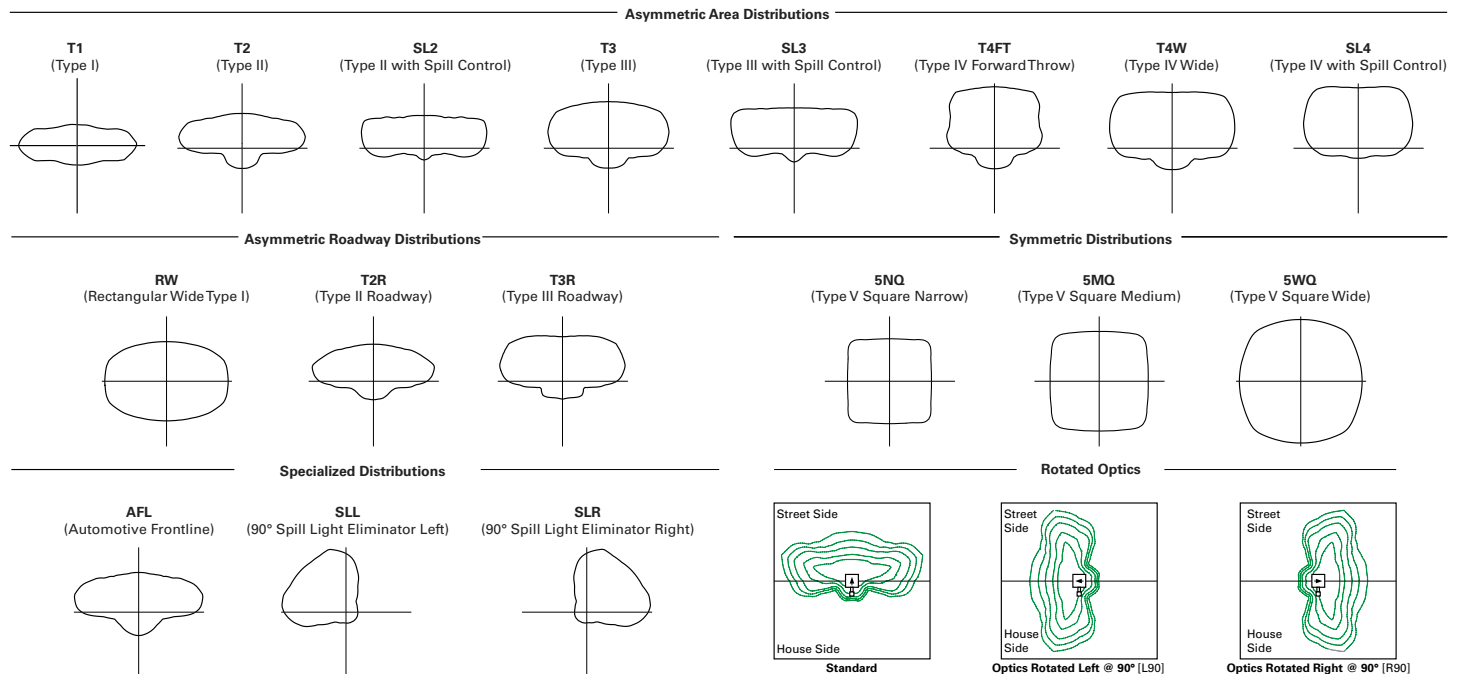 Asymmetric Area Distributions
T1
(Type I)
T2
(Type II)
SL2
(Type II with Spill Control)
T3
(Type III)
SL3
(Type III with Spill Control)
T4FT
(Type IV Forward Throw)
T4W
(Type IV Wide)
SL4
(Type IV with Spill Control)
Asymmetric Roadway Distributions
RW
(Rectangular Wide Type I)
T2R
(Type II Roadway)
T3R
(Type III Roadway)
Symmetric Distributions
5NQ
(Type V Square Narrow)
5MQ
(Type V Square Medium)
5WQ
(Type V Square Wide)
Specialized Distributions
AFL
(Automotive Frontline)
SLL
(90° Spill Light Eliminator Left)
SLR
(90° Spill Light Eliminator Right)
Rotated Optics
Street Side
House Side
Standard
Street
Side
House
Side
Optics Rotated Left @ 90° [L90]
Street
Side
House
Side
Optics Rotated Right @ 90° [R90]